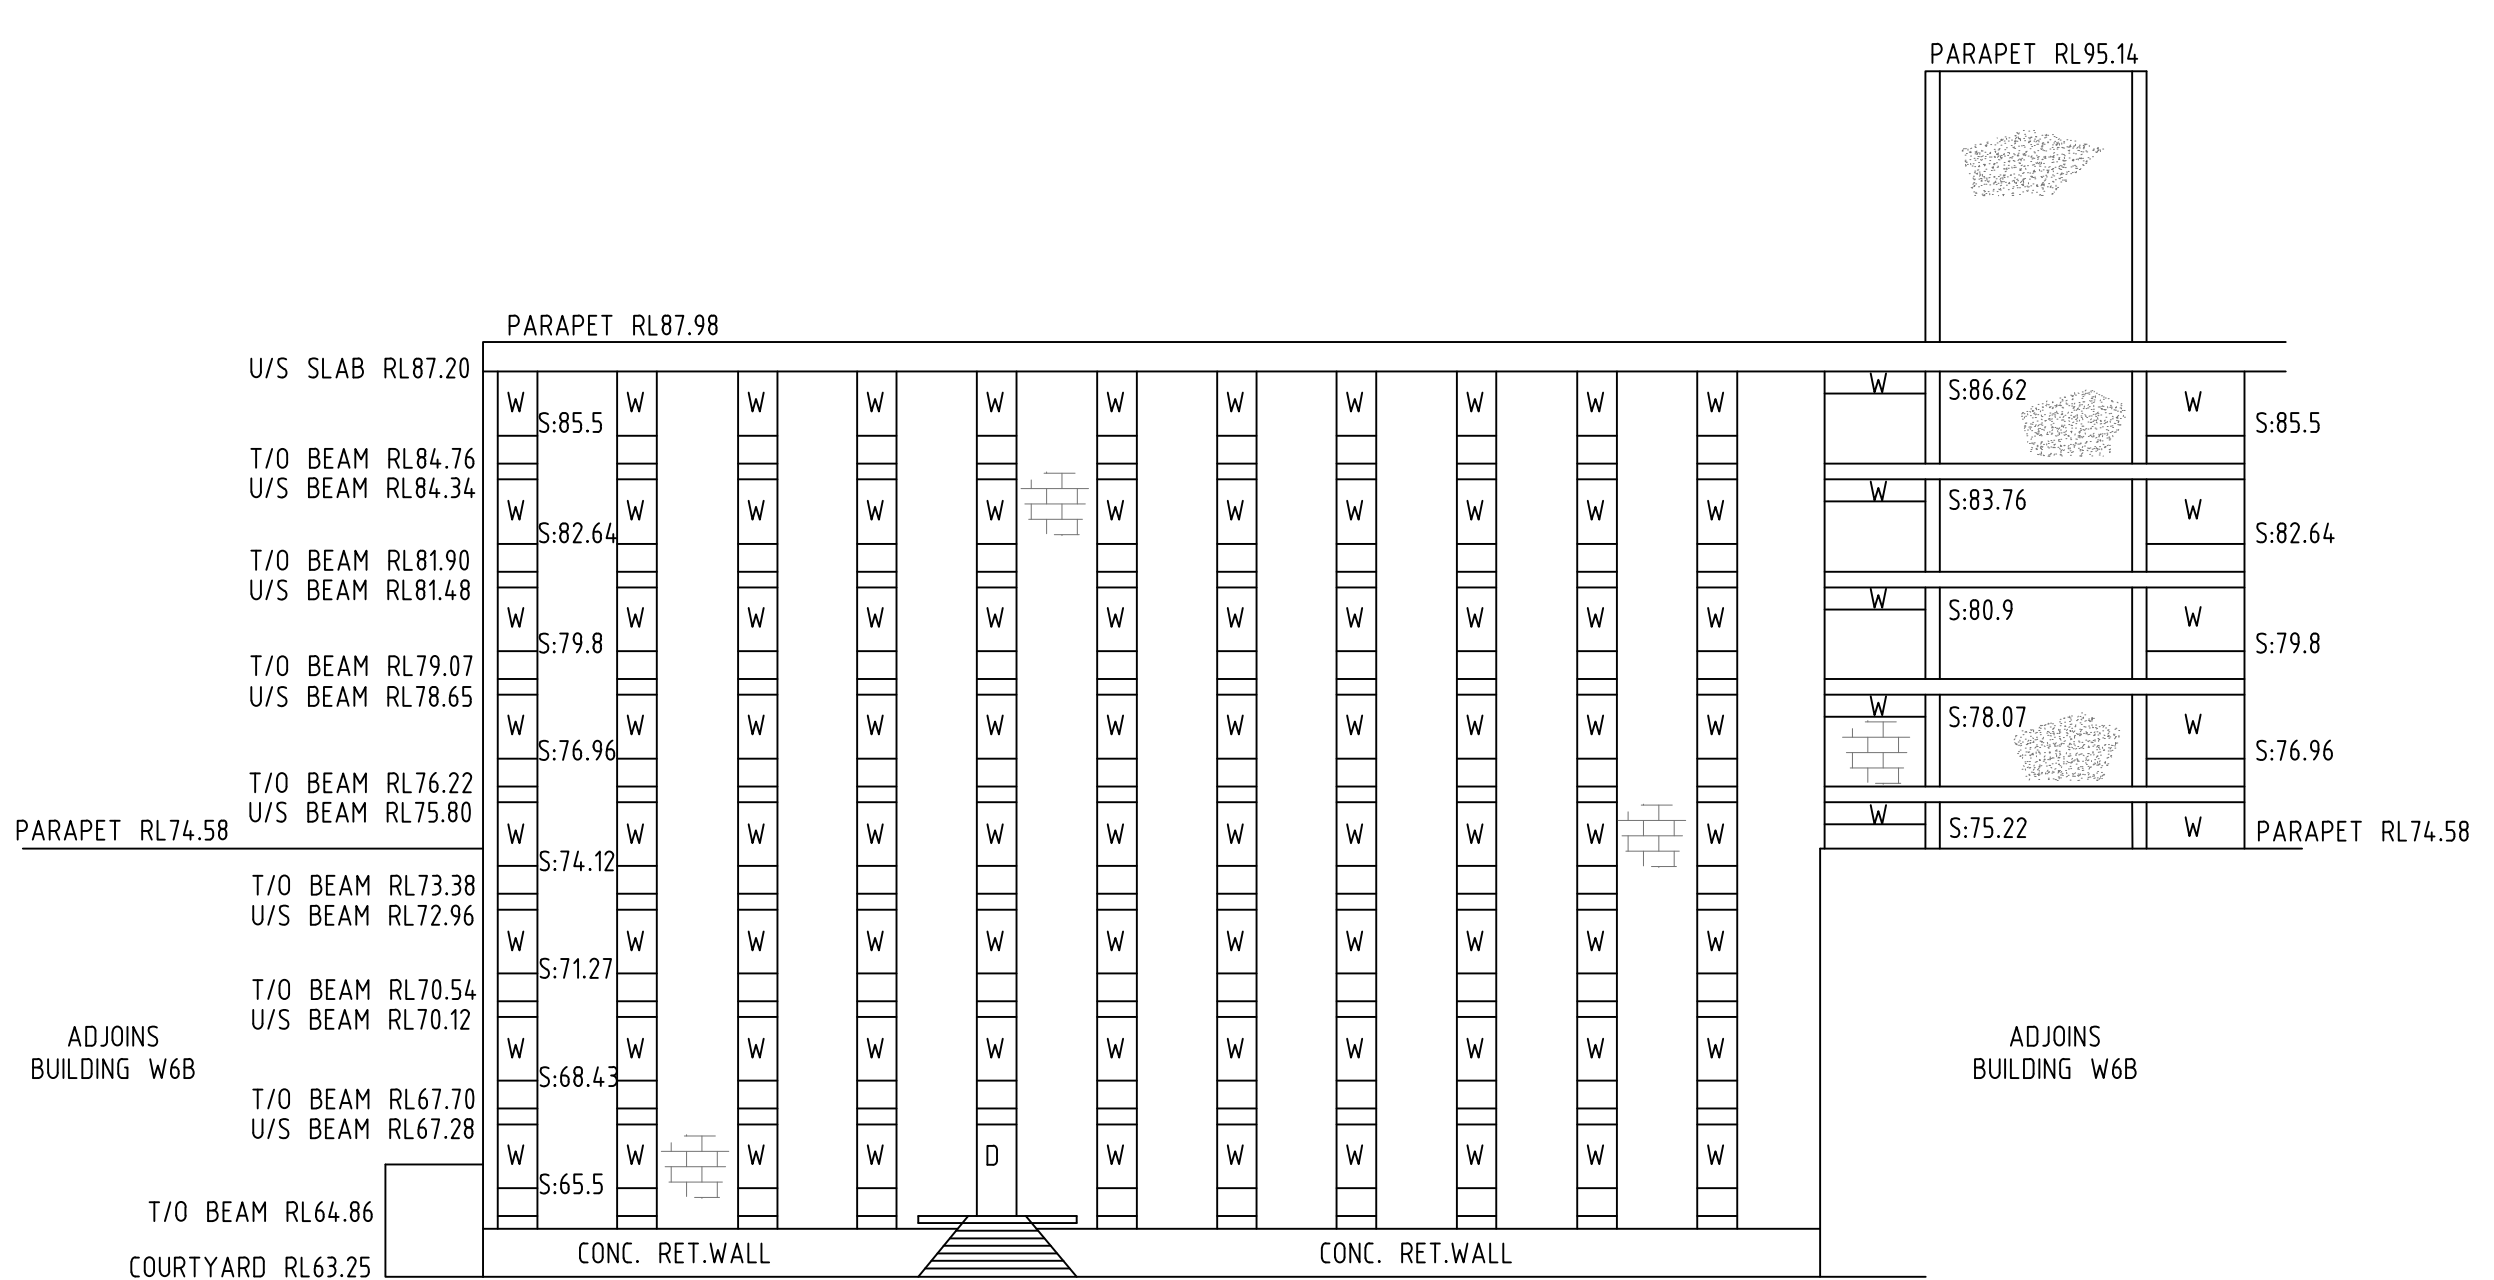 PARAPET RL95.14
PARAPET RL87.98
U/S SLAB RL87.20
W S:86.62 W
W W W W W W W W W W W
S:85.5 S:85.5
T/O BEAM RL84.76
U/S BEAM RL84.34
W S:83.76 W
W W W W W W W W W W W
S:82.64 S:82.64
T/O BEAM RL81.90
U/S BEAM RL81.48
W S:80.9 W
W W W W W W W W W W W
S:79.8 S:79.8
T/O BEAM RL79.07
U/S BEAM RL78.65
W S:78.07 W
W W W W W W W W W W W
S:76.96 S:76.96
T/O BEAM RL76.22
U/S BEAM RL75.80
W S:75.22 W
PARAPET RL74.58 PARAPET RL74.58
W W W W W W W W W W W
S:74.12
T/O BEAM RL73.38
U/S BEAM RL72.96
W W W W W W W W W W W
S:71.27
T/O BEAM RL70.54
U/S BEAM RL70.12
ADJOINS
BUILDING W6B
ADJOINS
BUILDING W6B
W W W W W W W W W W W
S:68.43
T/O BEAM RL67.70
U/S BEAM RL67.28
W W W W D W W W W W W
S:65.5
T/O BEAM RL64.86
COURTYARD RL63.25
CONC. RET.WALL CONC. RET.WALL